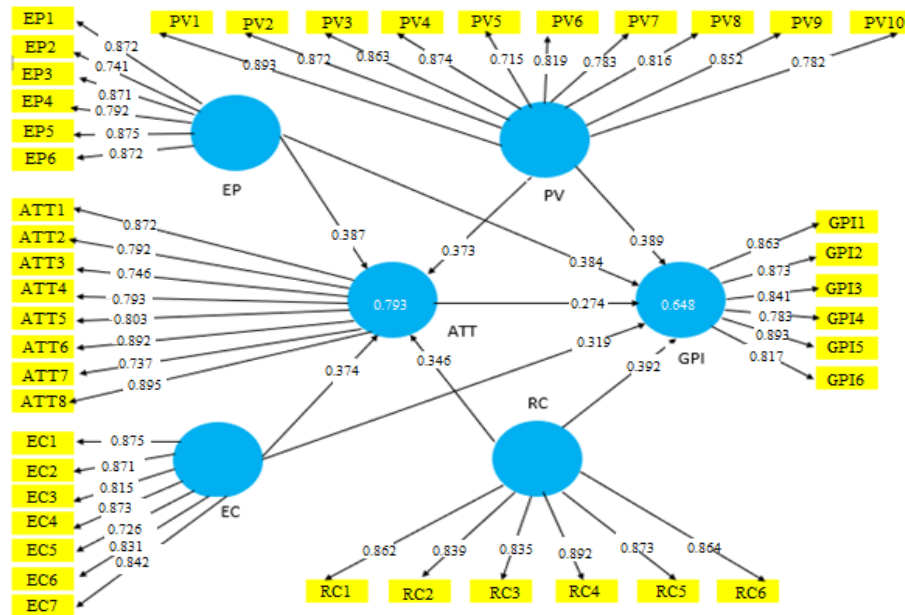 EP1
EP2
EP3
EP4
EP5
EP6
0.872
0.741
0.871
0.792
0.875
0.872
EP
PV1
PV2
PV3
PV4
PV5
PV6
PV7
PV8
PV9
PV10
0.893
0.872
0.863
0.874
0.715
0.819
0.783
0.816
0.852
0.782
PV
0.387
0.373
0.384
0.389
ATT1
ATT2
ATT3
ATT4
ATT5
ATT6
ATT7
ATT8
0.872
0.792
0.746
0.793
0.803
0.892
0.737
0.895
0.793
ATT
0.274
0.648
GPI
GPI1
GPI2
GPI3
GPI4
GPI5
GPI6
0.863
0.873
0.841
0.783
0.893
0.817
0.374
0.346
0.319
0.392
EC1
EC2
EC3
EC4
EC5
EC6
EC7
0.875
0.871
0.815
0.873
0.726
0.831
0.842
EC
RC
0.862
0.839
0.835
0.892
0.873
0.864
RC1
RC2
RC3
RC4
RC5
RC6